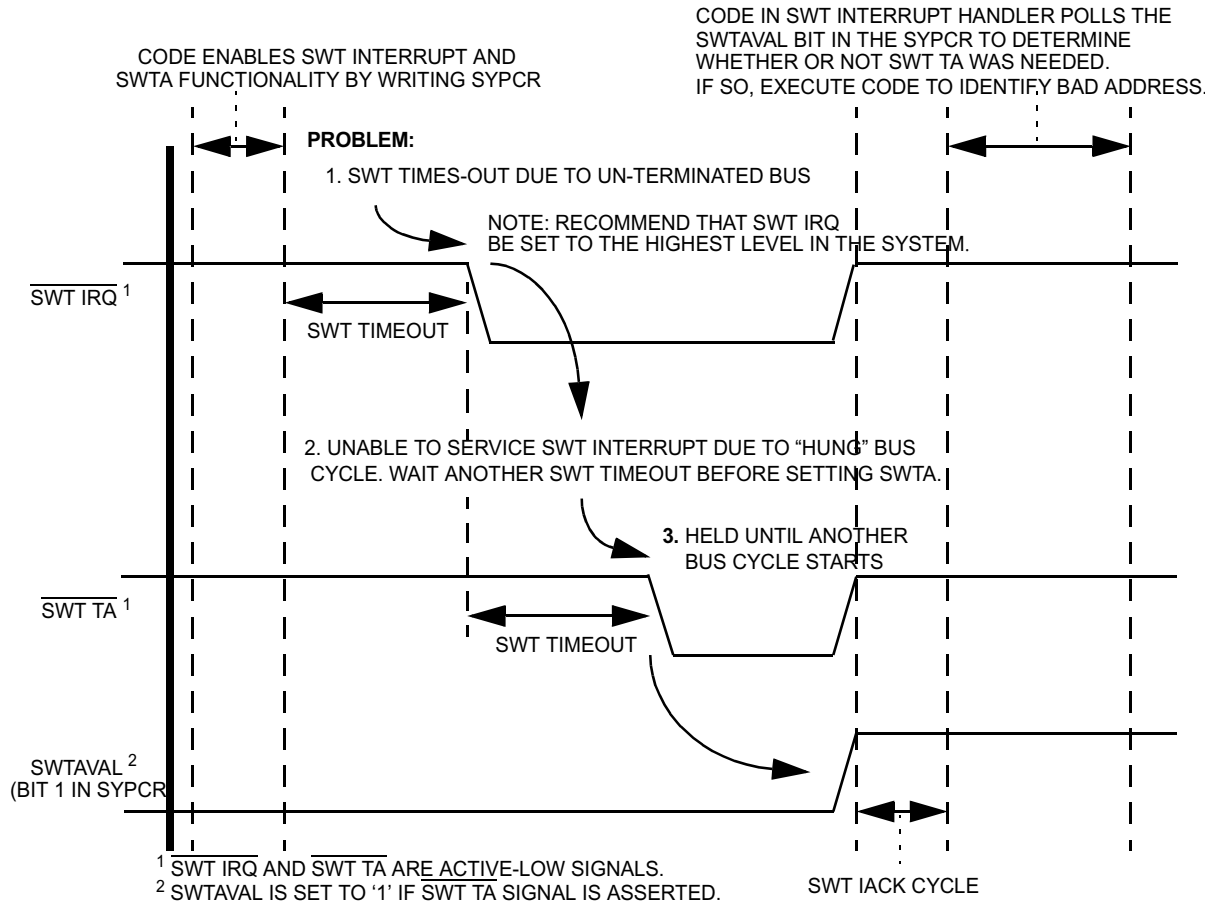 CODE ENABLES SWT INTERRUPT AND
SWTA FUNCTIONALITY BY WRITING SYPCR
CODE IN SWT INTERRUPT HANDLER POLLS THE
SWTAVAL BIT IN THE SYPCR TO DETERMINE
WHETHER OR NOT SWT TA WAS NEEDED.
IF SO, EXECUTE CODE TO IDENTIFY BAD ADDRESS.
PROBLEM:
1. SWT TIMES-OUT DUE TO UN-TERMINATED BUS
NOTE: RECOMMEND THAT SWT IRQ
BE SET TO THE HIGHEST LEVEL IN THE SYSTEM.
SWT IRQ 1
SWT TIMEOUT
2. UNABLE TO SERVICE SWT INTERRUPT DUE TO “HUNG” BUS
CYCLE. WAIT ANOTHER SWT TIMEOUT BEFORE SETTING SWTA.
3. HELD UNTIL ANOTHER
BUS CYCLE STARTS
SWT TA 1
SWT TIMEOUT
SWTAVAL 2
(BIT 1 IN SYPCR
1 SWT IRQ AND SWT TA ARE ACTIVE-LOW SIGNALS.
2 SWTAVAL IS SET TO ‘1’ IF SWT TA SIGNAL IS ASSERTED.
SWT IACK CYCLE